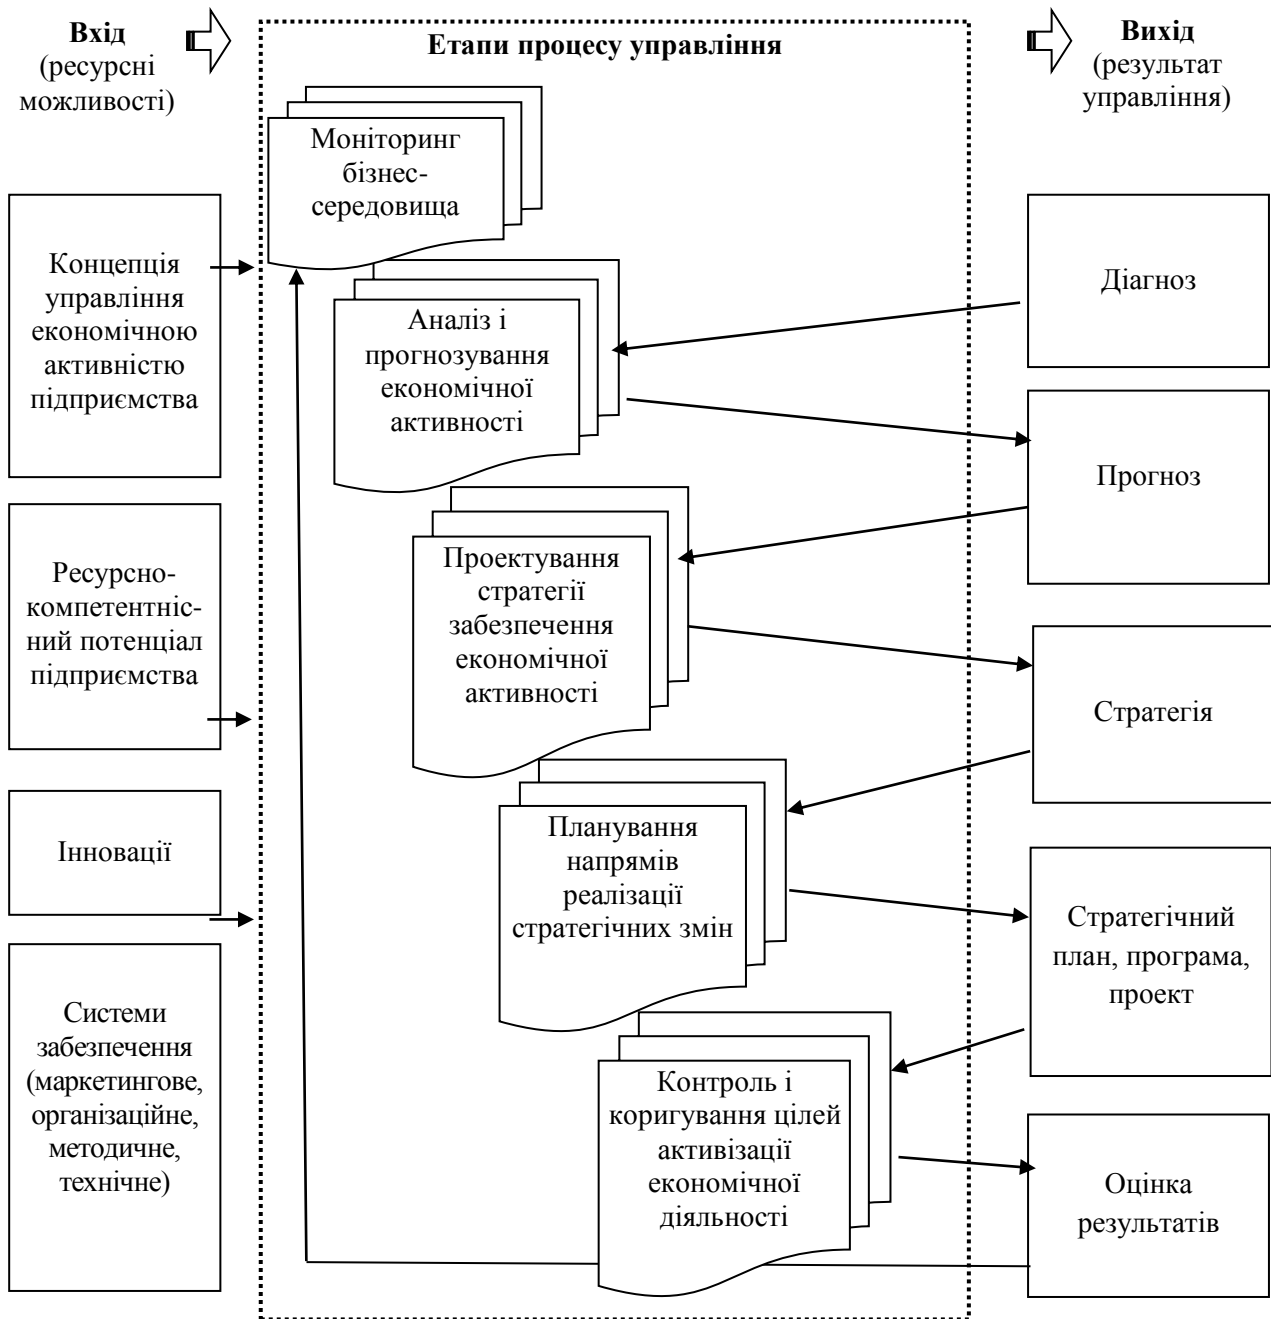 Вхід
(ресурсні
можливості)
Етапи процесу управління
Вихід
(результат
управління)
Концепція
управління
економічною
активністю
підприємства
Ресурсно-
компетентніс-
ний потенціал
підприємства
Інновації
Системи
забезпечення
(маркетингове,
організаційне,
методичне,
технічне)
Моніторинг
бізнес-
середовища
Аналіз і
прогнозування
економічної
активності
Проектування
стратегії
забезпечення
економічної
активності
Планування
напрямів
реалізації
стратегічних змін
Контроль і
коригування цілей
активізації
економічної
діяльності
Діагноз
Прогноз
Стратегія
Стратегічний
план, програма,
проект
Оцінка
результатів